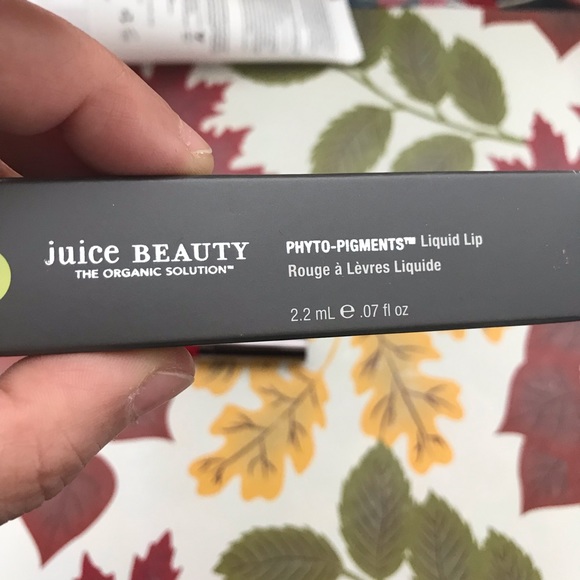 juice BEAUTY
THE ORGANIC SOLUTION™
PHYTO-PIGMENTS™ Liquid Lip
Rouge à Lèvres Liquide
2.2 mL ℮ .07 fl oz